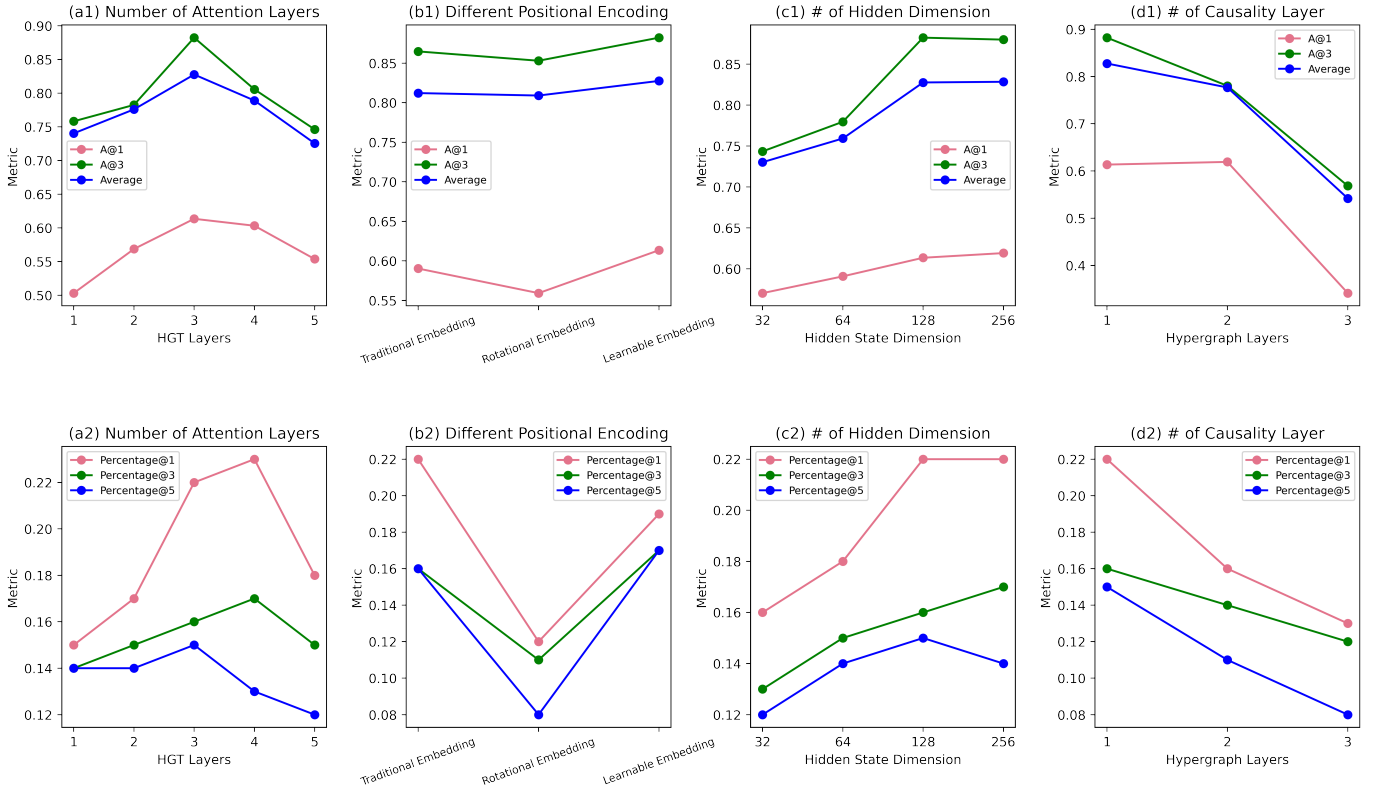 (a1) Number of Attention Layers
0.90
0.85
0.80
0.75
0.70
0.65
0.60
0.55
0.50
Metric
A@1
A@3
Average
1 2 3 4 5
HGT Layers
(b1) Different Positional Encoding
0.85
0.80
0.75
0.70
0.65
0.60
0.55
Metric
A@1
A@3
Average
Traditional Embedding
Rotational Embedding
Learnable Embedding
(c1) # of Hidden Dimension
0.85
0.80
0.75
0.70
0.65
0.60
Metric
A@1
A@3
Average
32 64 128 256
Hidden State Dimension
(d1) # of Causality Layer
0.9
0.8
0.7
0.6
0.5
0.4
Metric
A@1
A@3
Average
1 2 3
Hypergraph Layers
(a2) Number of Attention Layers
0.22
0.20
0.18
0.16
0.14
0.12
Metric
Percentage@1
Percentage@3
Percentage@5
1 2 3 4 5
HGT Layers
(b2) Different Positional Encoding
0.22
0.20
0.18
0.16
0.14
0.12
0.10
0.08
Metric
Percentage@1
Percentage@3
Percentage@5
Traditional Embedding
Rotational Embedding
Learnable Embedding
(c2) # of Hidden Dimension
0.22
0.20
0.18
0.16
0.14
0.12
Metric
Percentage@1
Percentage@3
Percentage@5
32 64 128 256
Hidden State Dimension
(d2) # of Causality Layer
0.22
0.20
0.18
0.16
0.14
0.12
0.10
0.08
Metric
Percentage@1
Percentage@3
Percentage@5
1 2 3
Hypergraph Layers